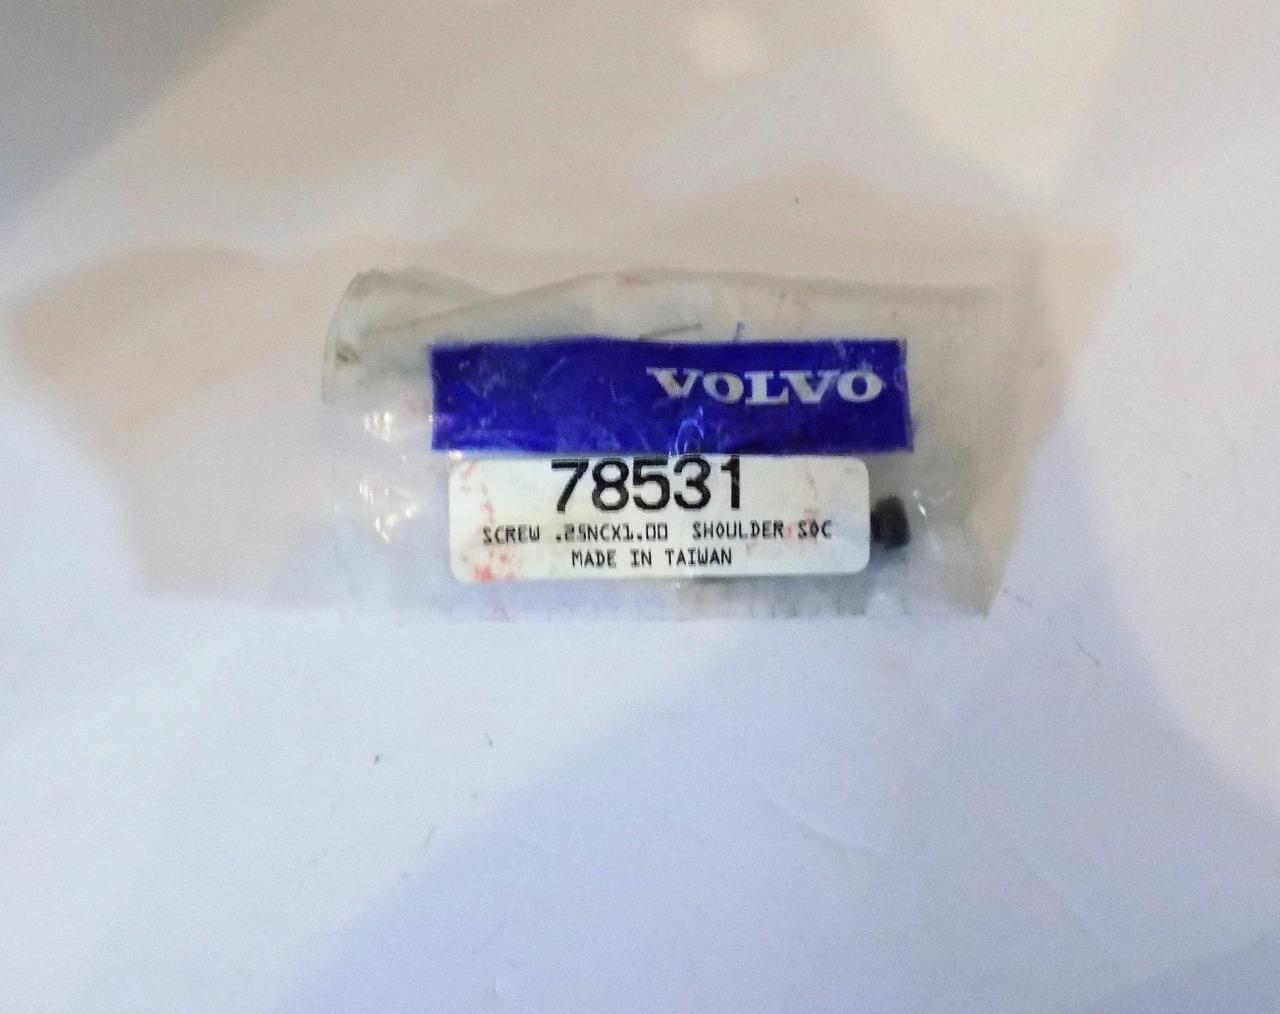 VOLVO
78531
SCREW .25NCX1.00 SHOULDER SOC
MADE IN TAIWAN